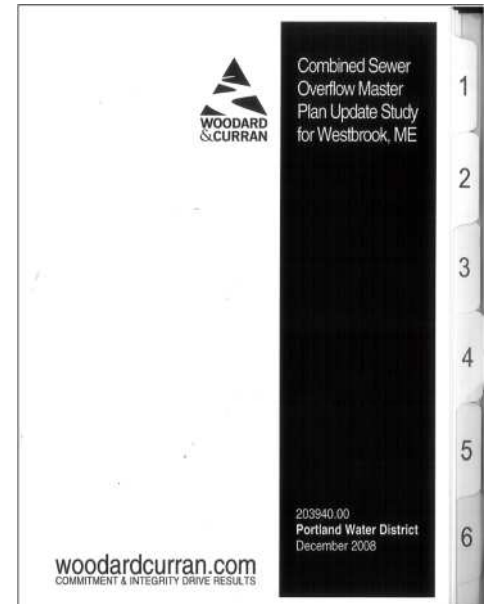 WOODARD
&CURRAN
Combined Sewer
Overflow Master
Plan Update Study
for Westbrook, ME
1
2
3
4
5
6
203940.00
Portland Water District
December 2008
woodardcurran.com
COMMITMENT & INTEGRITY DRIVE RESULTS